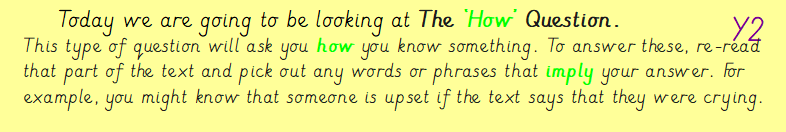 Today we are going to be looking at The 'How' Question.
Y2
This type of question will ask you how you know something. To answer these, re-read
that part of the text and pick out any words or phrases that imply your answer. For
example, you might know that someone is upset if the text says that they were crying.